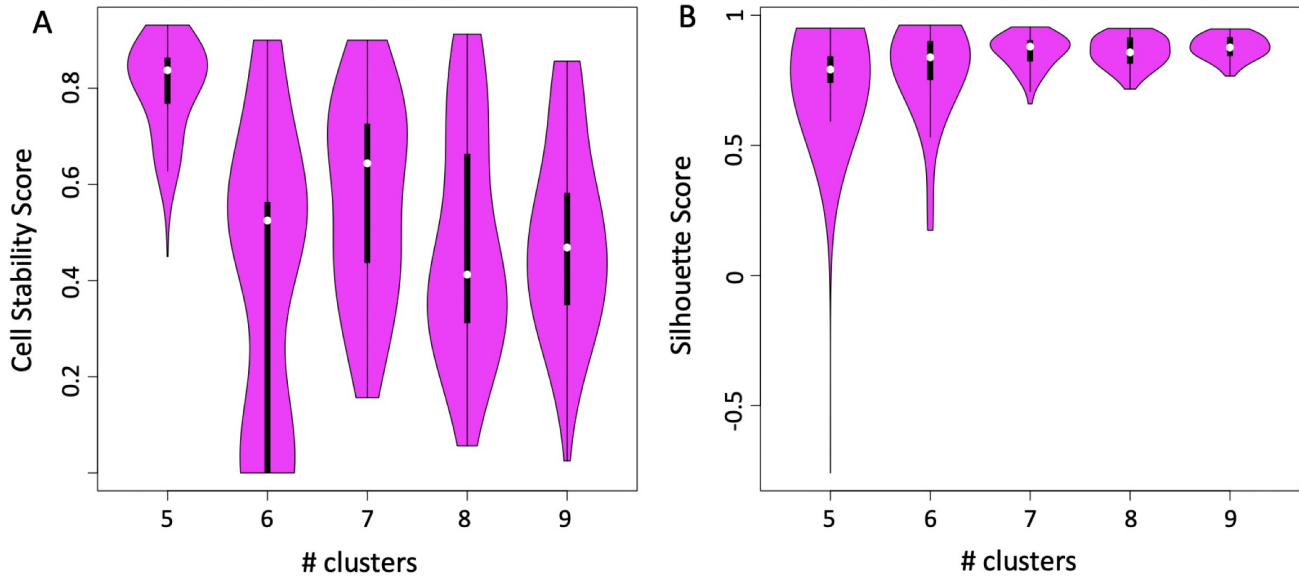 A
Cell Stability Score
0.8
0.6
0.4
0.2
5 6 7 8 9
# clusters
B
Silhouette Score
1
0.5
0
-0.5
5 6 7 8 9
# clusters